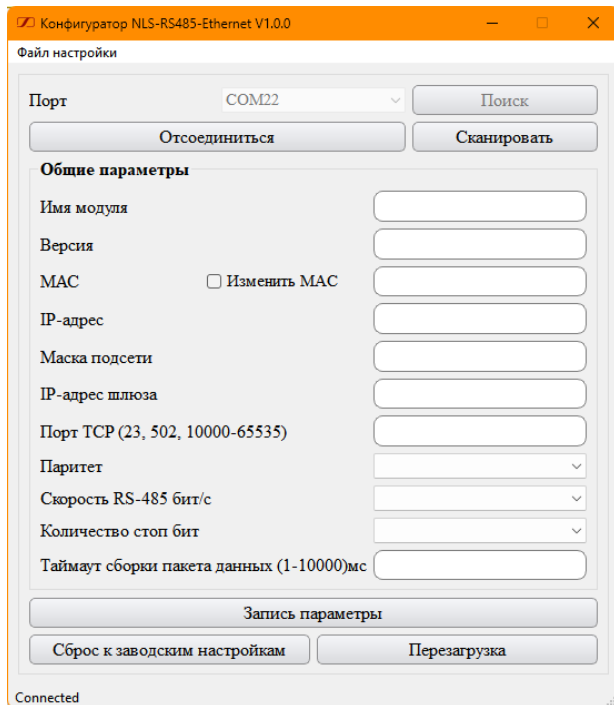 Конфигуратор NLS-RS485-Ethernet V1.0.0
Файл настройки
Порт COM22 Поиск
Отсоединиться Сканировать
Общие параметры
Имя модуля
Версия
MAC Изменить MAC
IP-адрес
Маска подсети
IP-адрес шлюза
Порт TCP (23, 502, 10000-65535)
Паритет
Скорость RS-485 бит/с
Количество стоп бит
Таймаут сборки пакета данных (1-10000)мс
Запись параметры
Сброс к заводским настройкам Перезагрузка
Connected